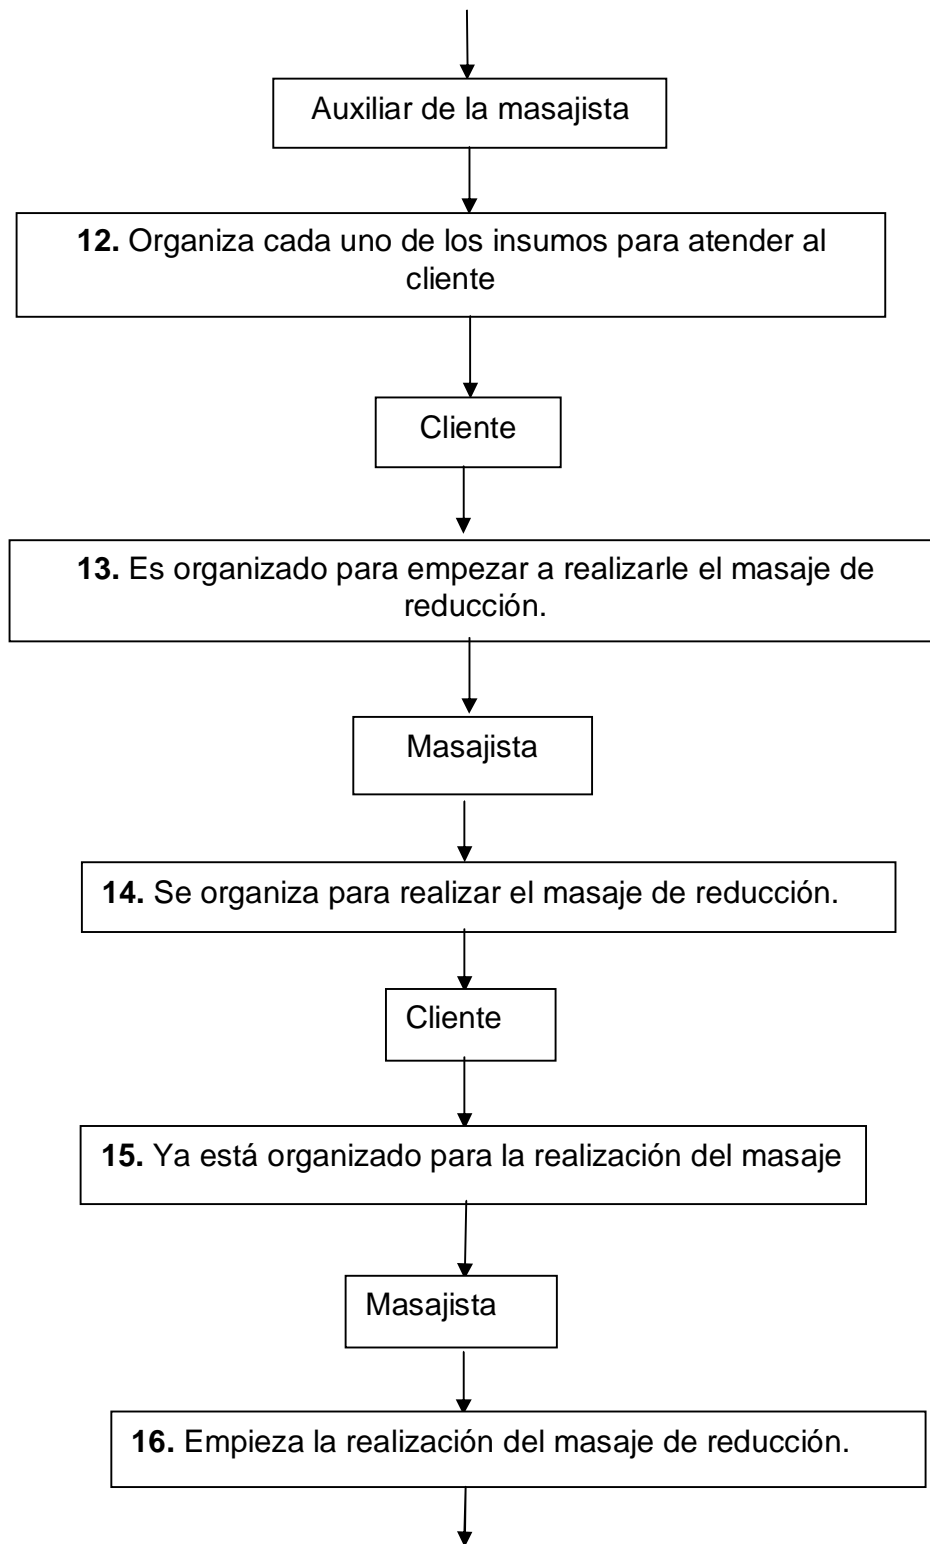 Auxiliar de la masajista
12. Organiza cada uno de los insumos para atender al
cliente
Cliente
13. Es organizado para empezar a realizarle el masaje de
reducción.
Masajista
14. Se organiza para realizar el masaje de reducción.
Cliente
15. Ya está organizado para la realización del masaje
Masajista
16. Empieza la realización del masaje de reducción.